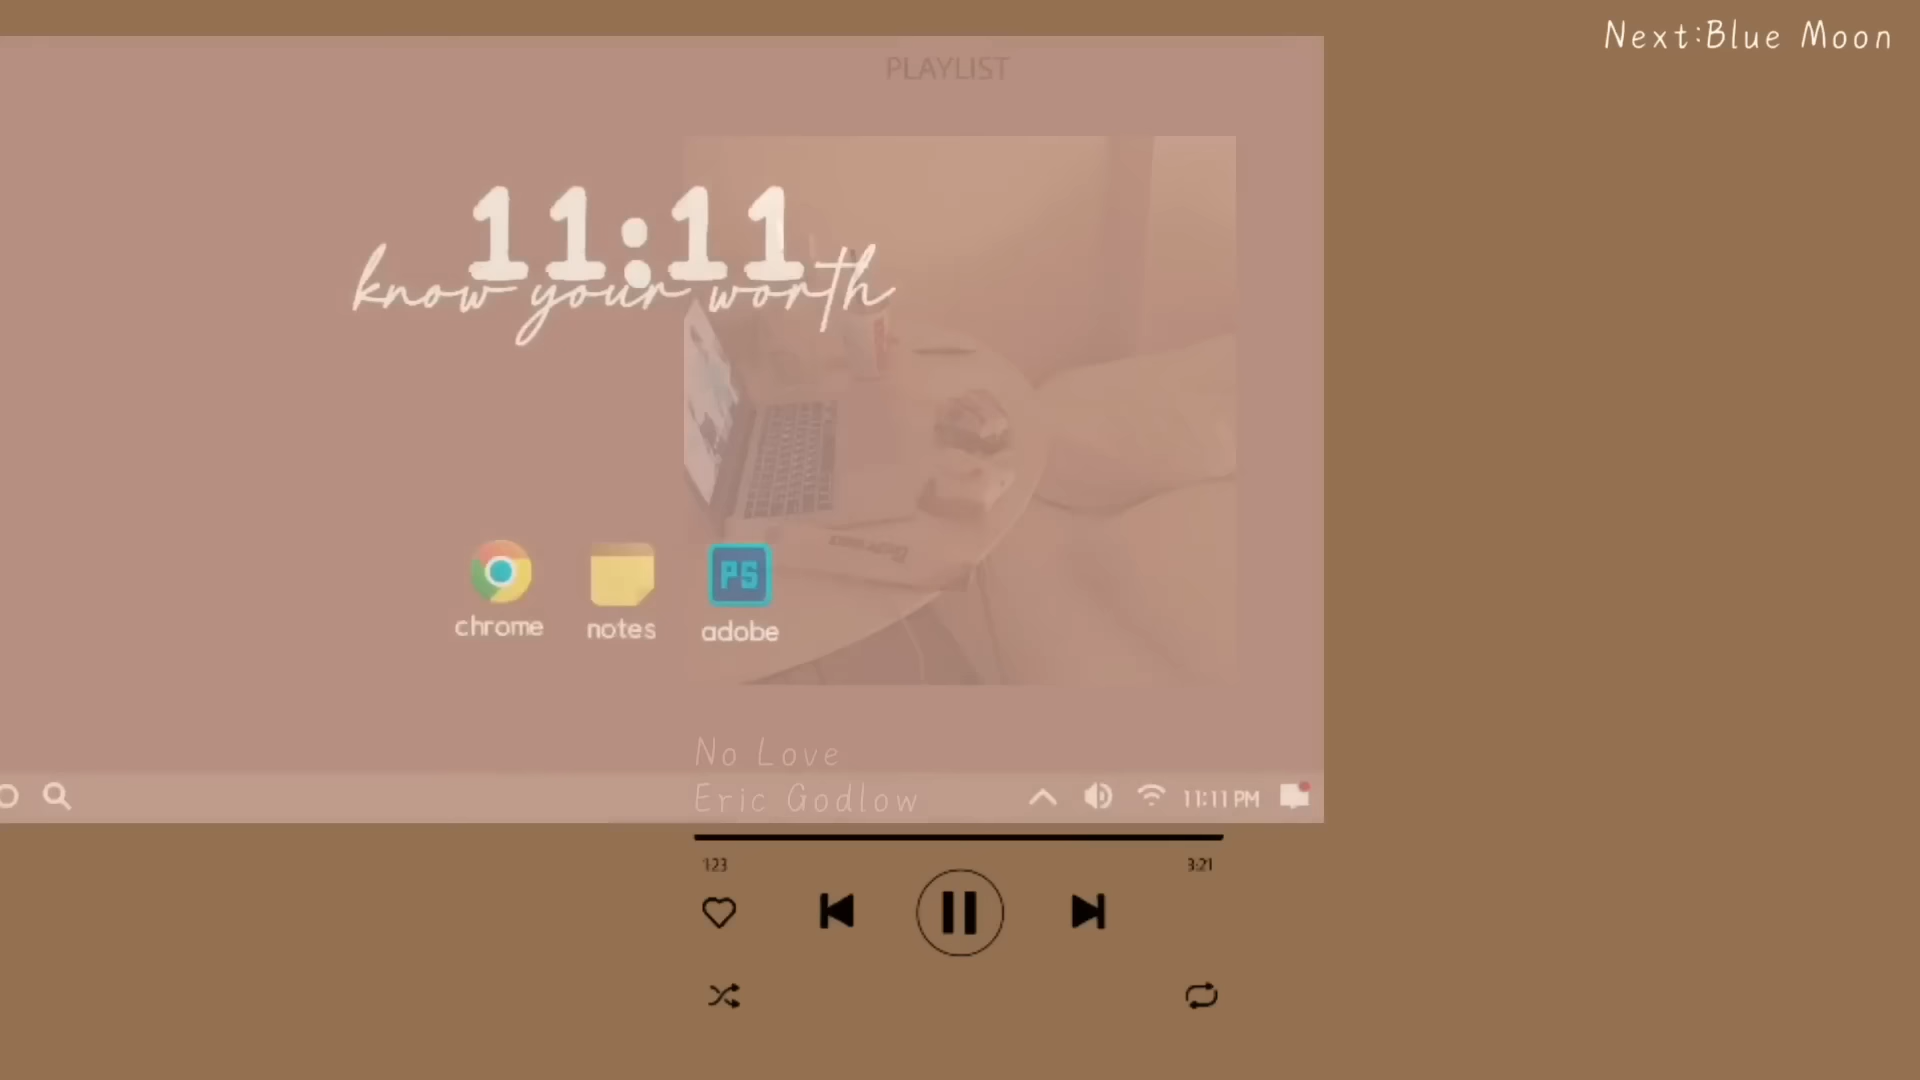 Next:Blue Moon
PLAYLIST
11:11
know your worth
PS
chrome
notes
adobe
No Love
Eric Godlow
11:11 PM
1:23
3:21